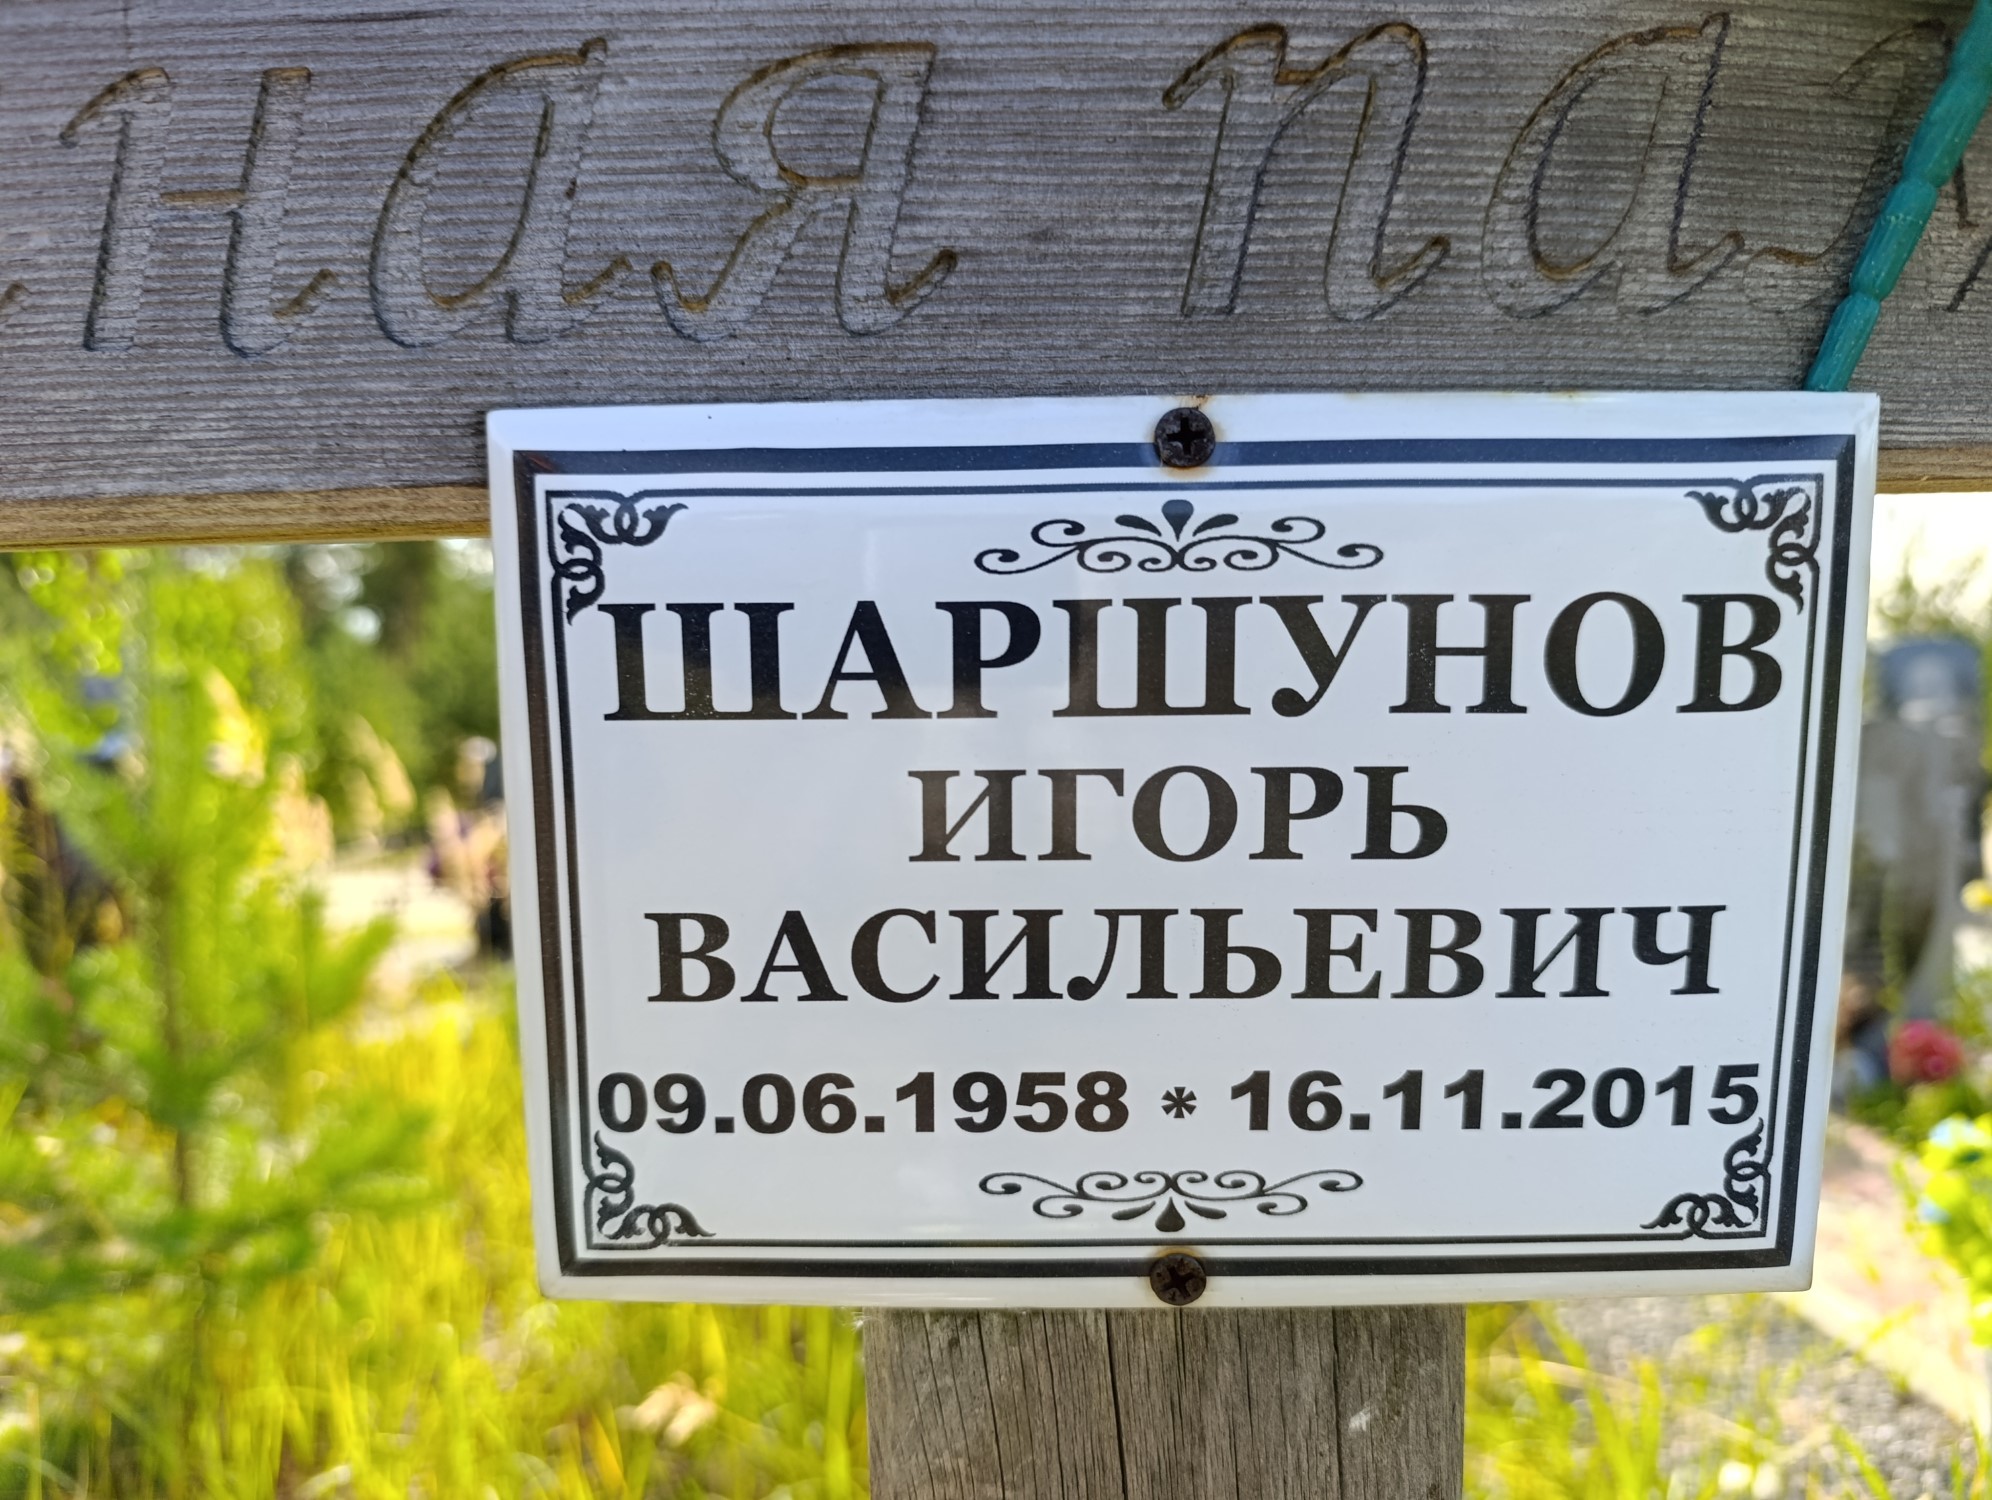 ная па
ШАРШУНОВ
ИГОРЬ
ВАСИЛЬЕВИЧ
09.06.1958 * 16.11.2015